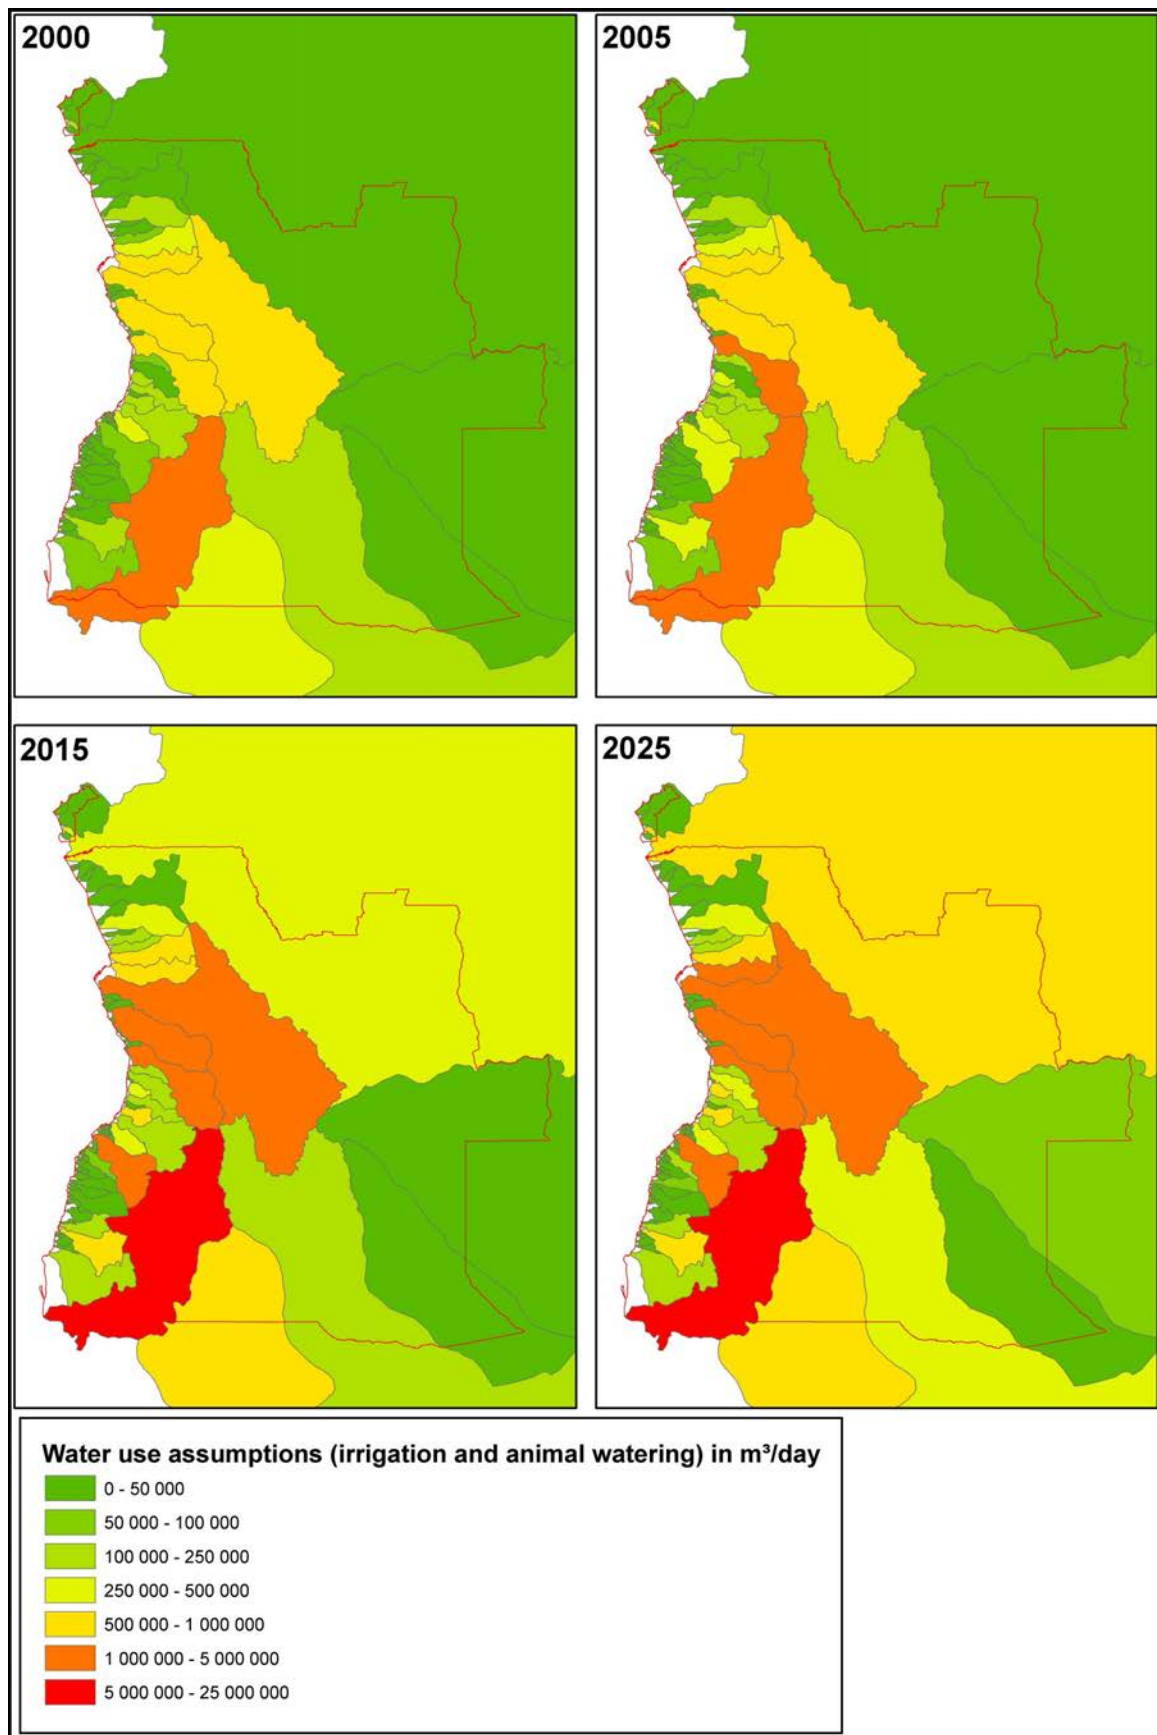 2000
2005
2015
2025
Water use assumptions (irrigation and animal watering) in m³/day
0 - 50 000
50 000 - 100 000
100 000 - 250 000
250 000 - 500 000
500 000 - 1 000 000
1 000 000 - 5 000 000
5 000 000 - 25 000 000